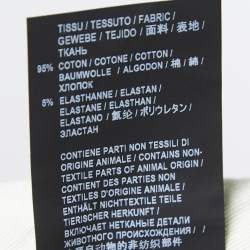 TISSU / TESSUTO / FABRIC
GEWEBE / TEJIDO / 面料 / 表地 /
ТКАНЬ
95% COTON / COTONE / COTTON /
BAUMWOLLE / ALGODON / 棉 / 綿 /
ХЛОПОК
5% ELASTHANNE / ELASTAN /
ELASTANE / ELASTHAN /
ELASTANO / 氨纶 / ポリウレタン /
ЭЛАСТАН
CONTIENE PARTI NON TESSILI DI
ORIGINE ANIMALE / CONTAINS NON-
TEXTILE PARTS OF ANIMAL ORIGIN /
CONTIENT DES PARTIES NON
TEXTILES D'ORIGINE ANIMALE /
ENTHÄLT NICHTTEXTILE TEILE
TIERISCHER HERKUNFT /
ВКЛЮЧАЕТ НЕТКАНЫЕ ДЕТАЛИ
ЖИВОТНОГО ПРОИСХОЖ